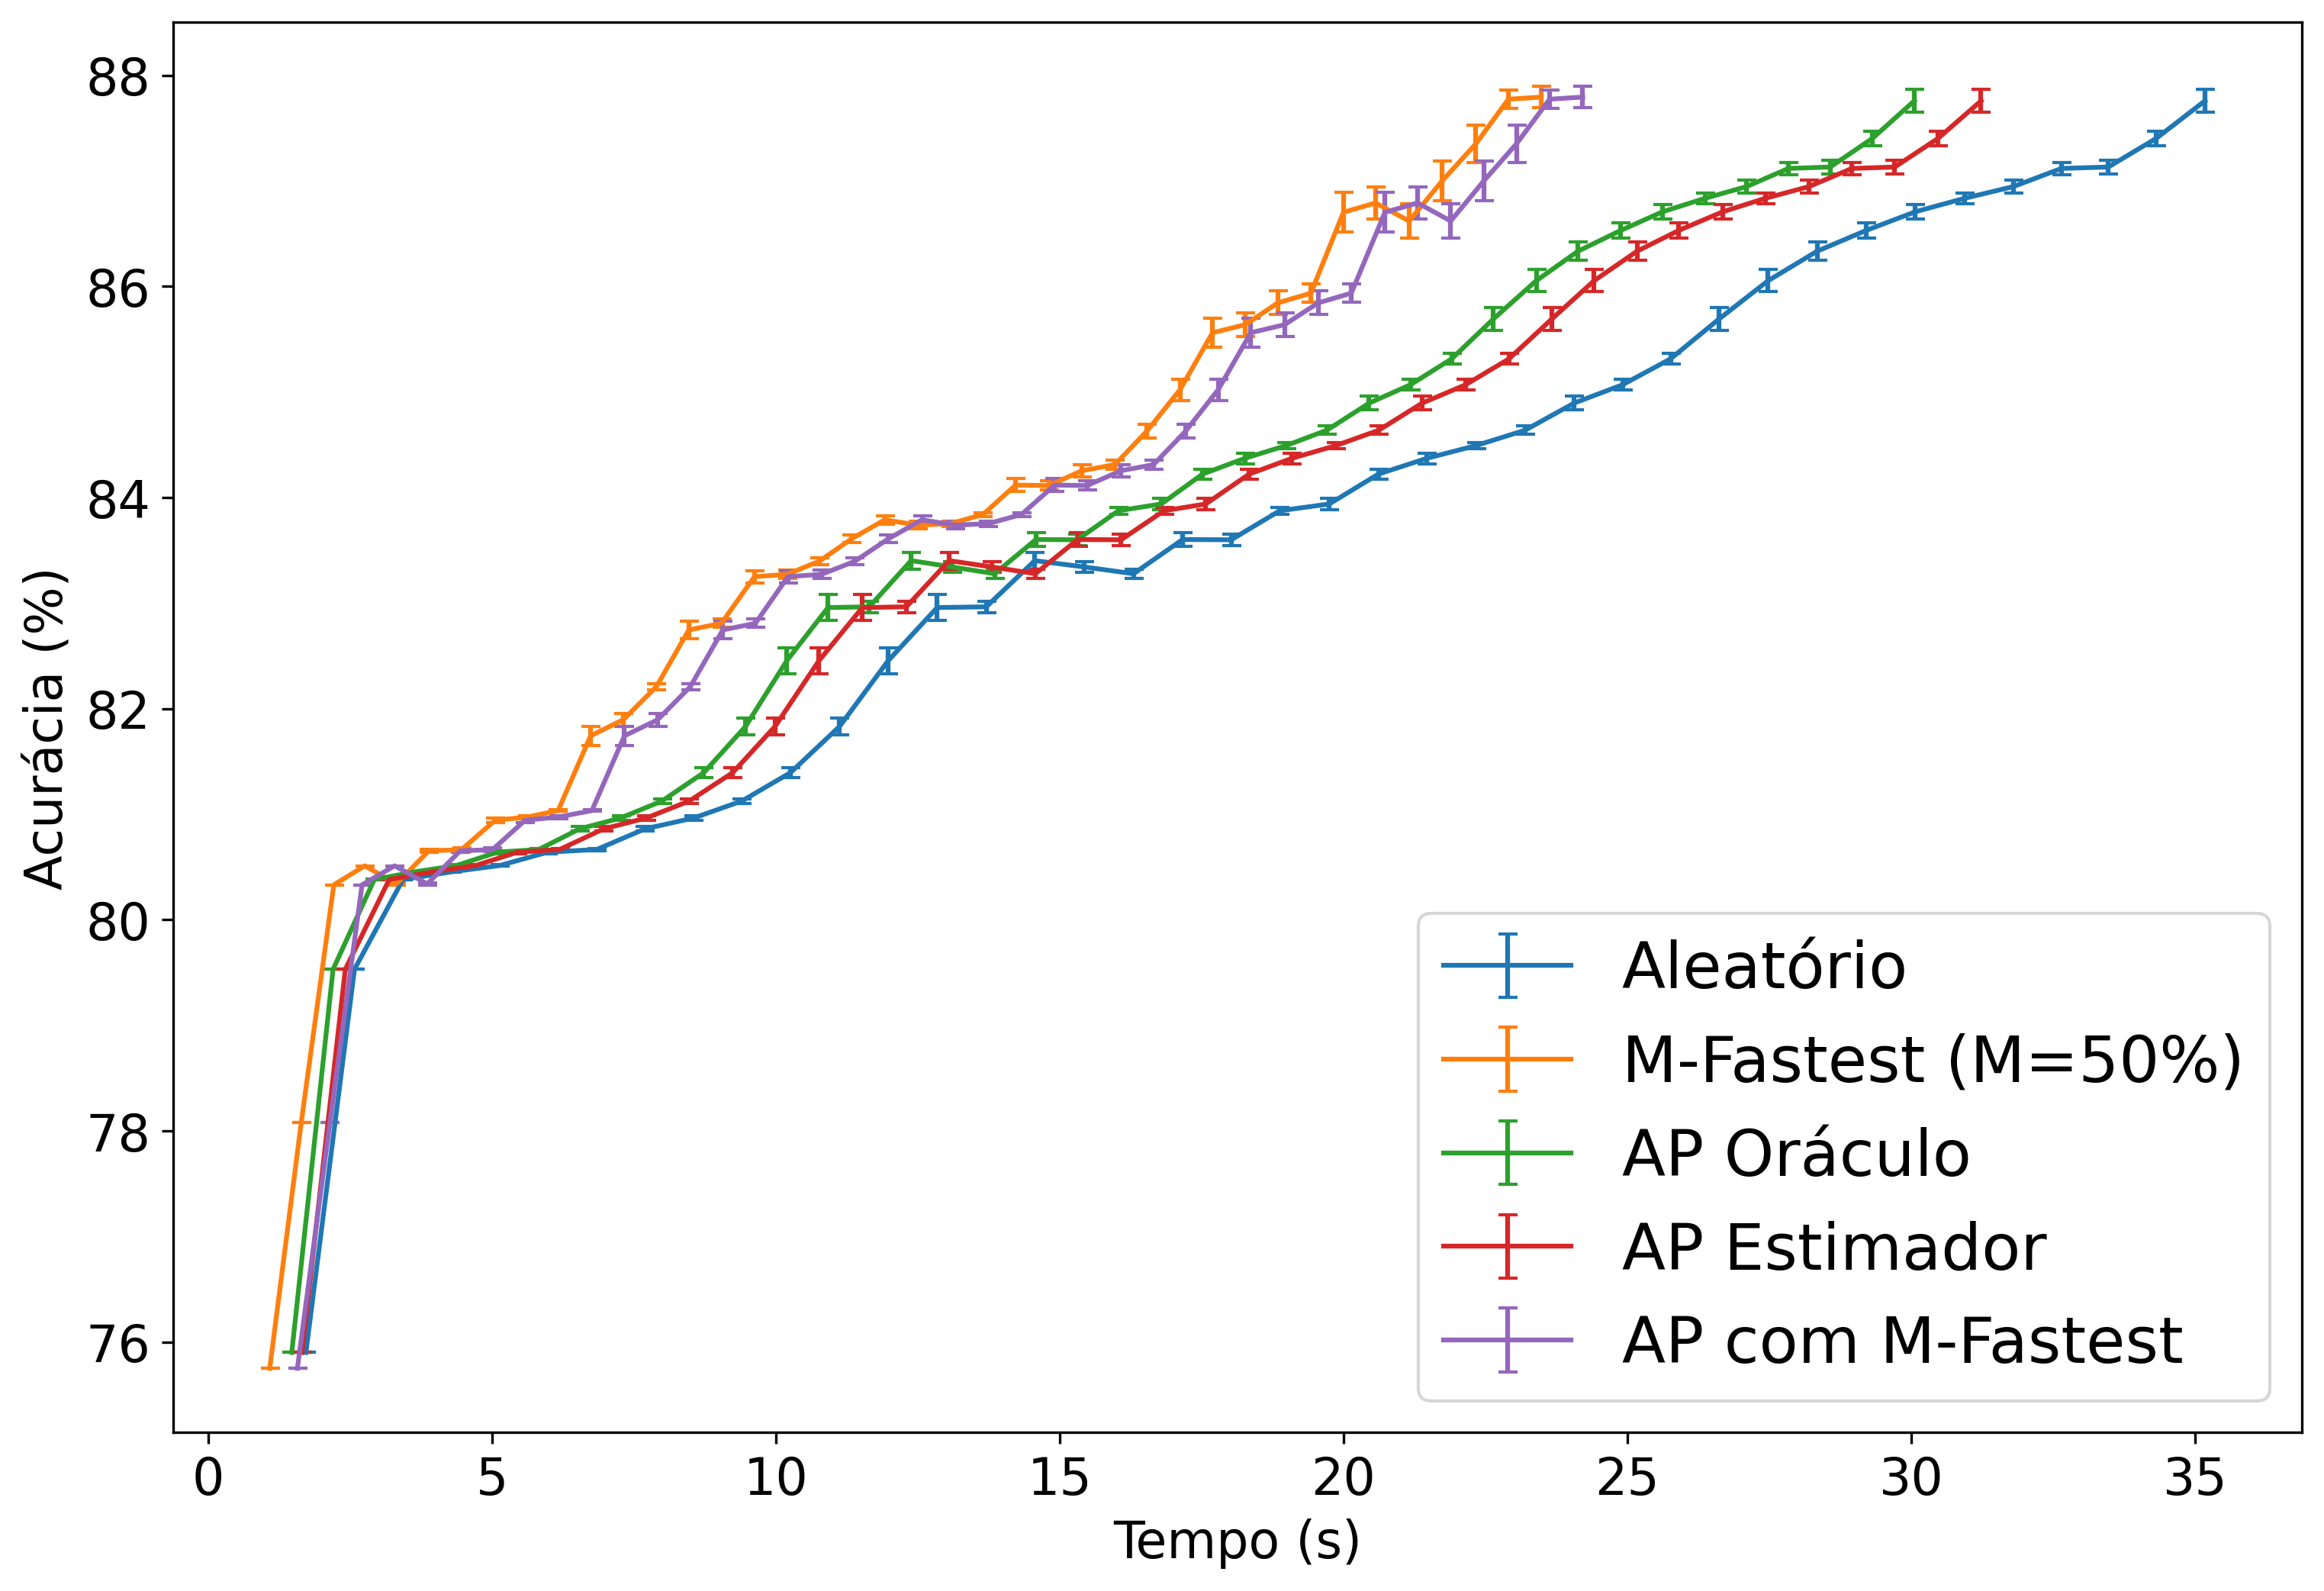 88
86
84
82
80
78
76
Acurácia (%)
0 5 10 15 20 25 30 35
Tempo (s)
Aleatório
M-Fastest (M=50%)
AP Oráculo
AP Estimador
AP com M-Fastest